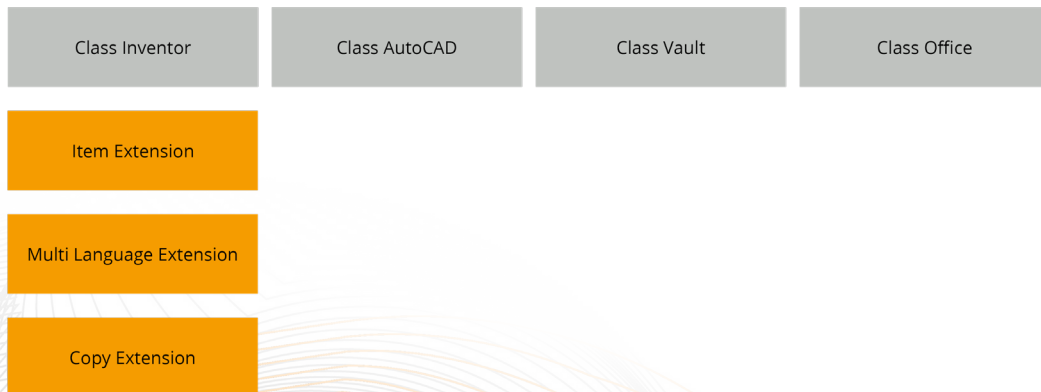 Class Inventor
Class AutoCAD
Class Vault
Class Office
Item Extension
Multi Language Extension
Copy Extension